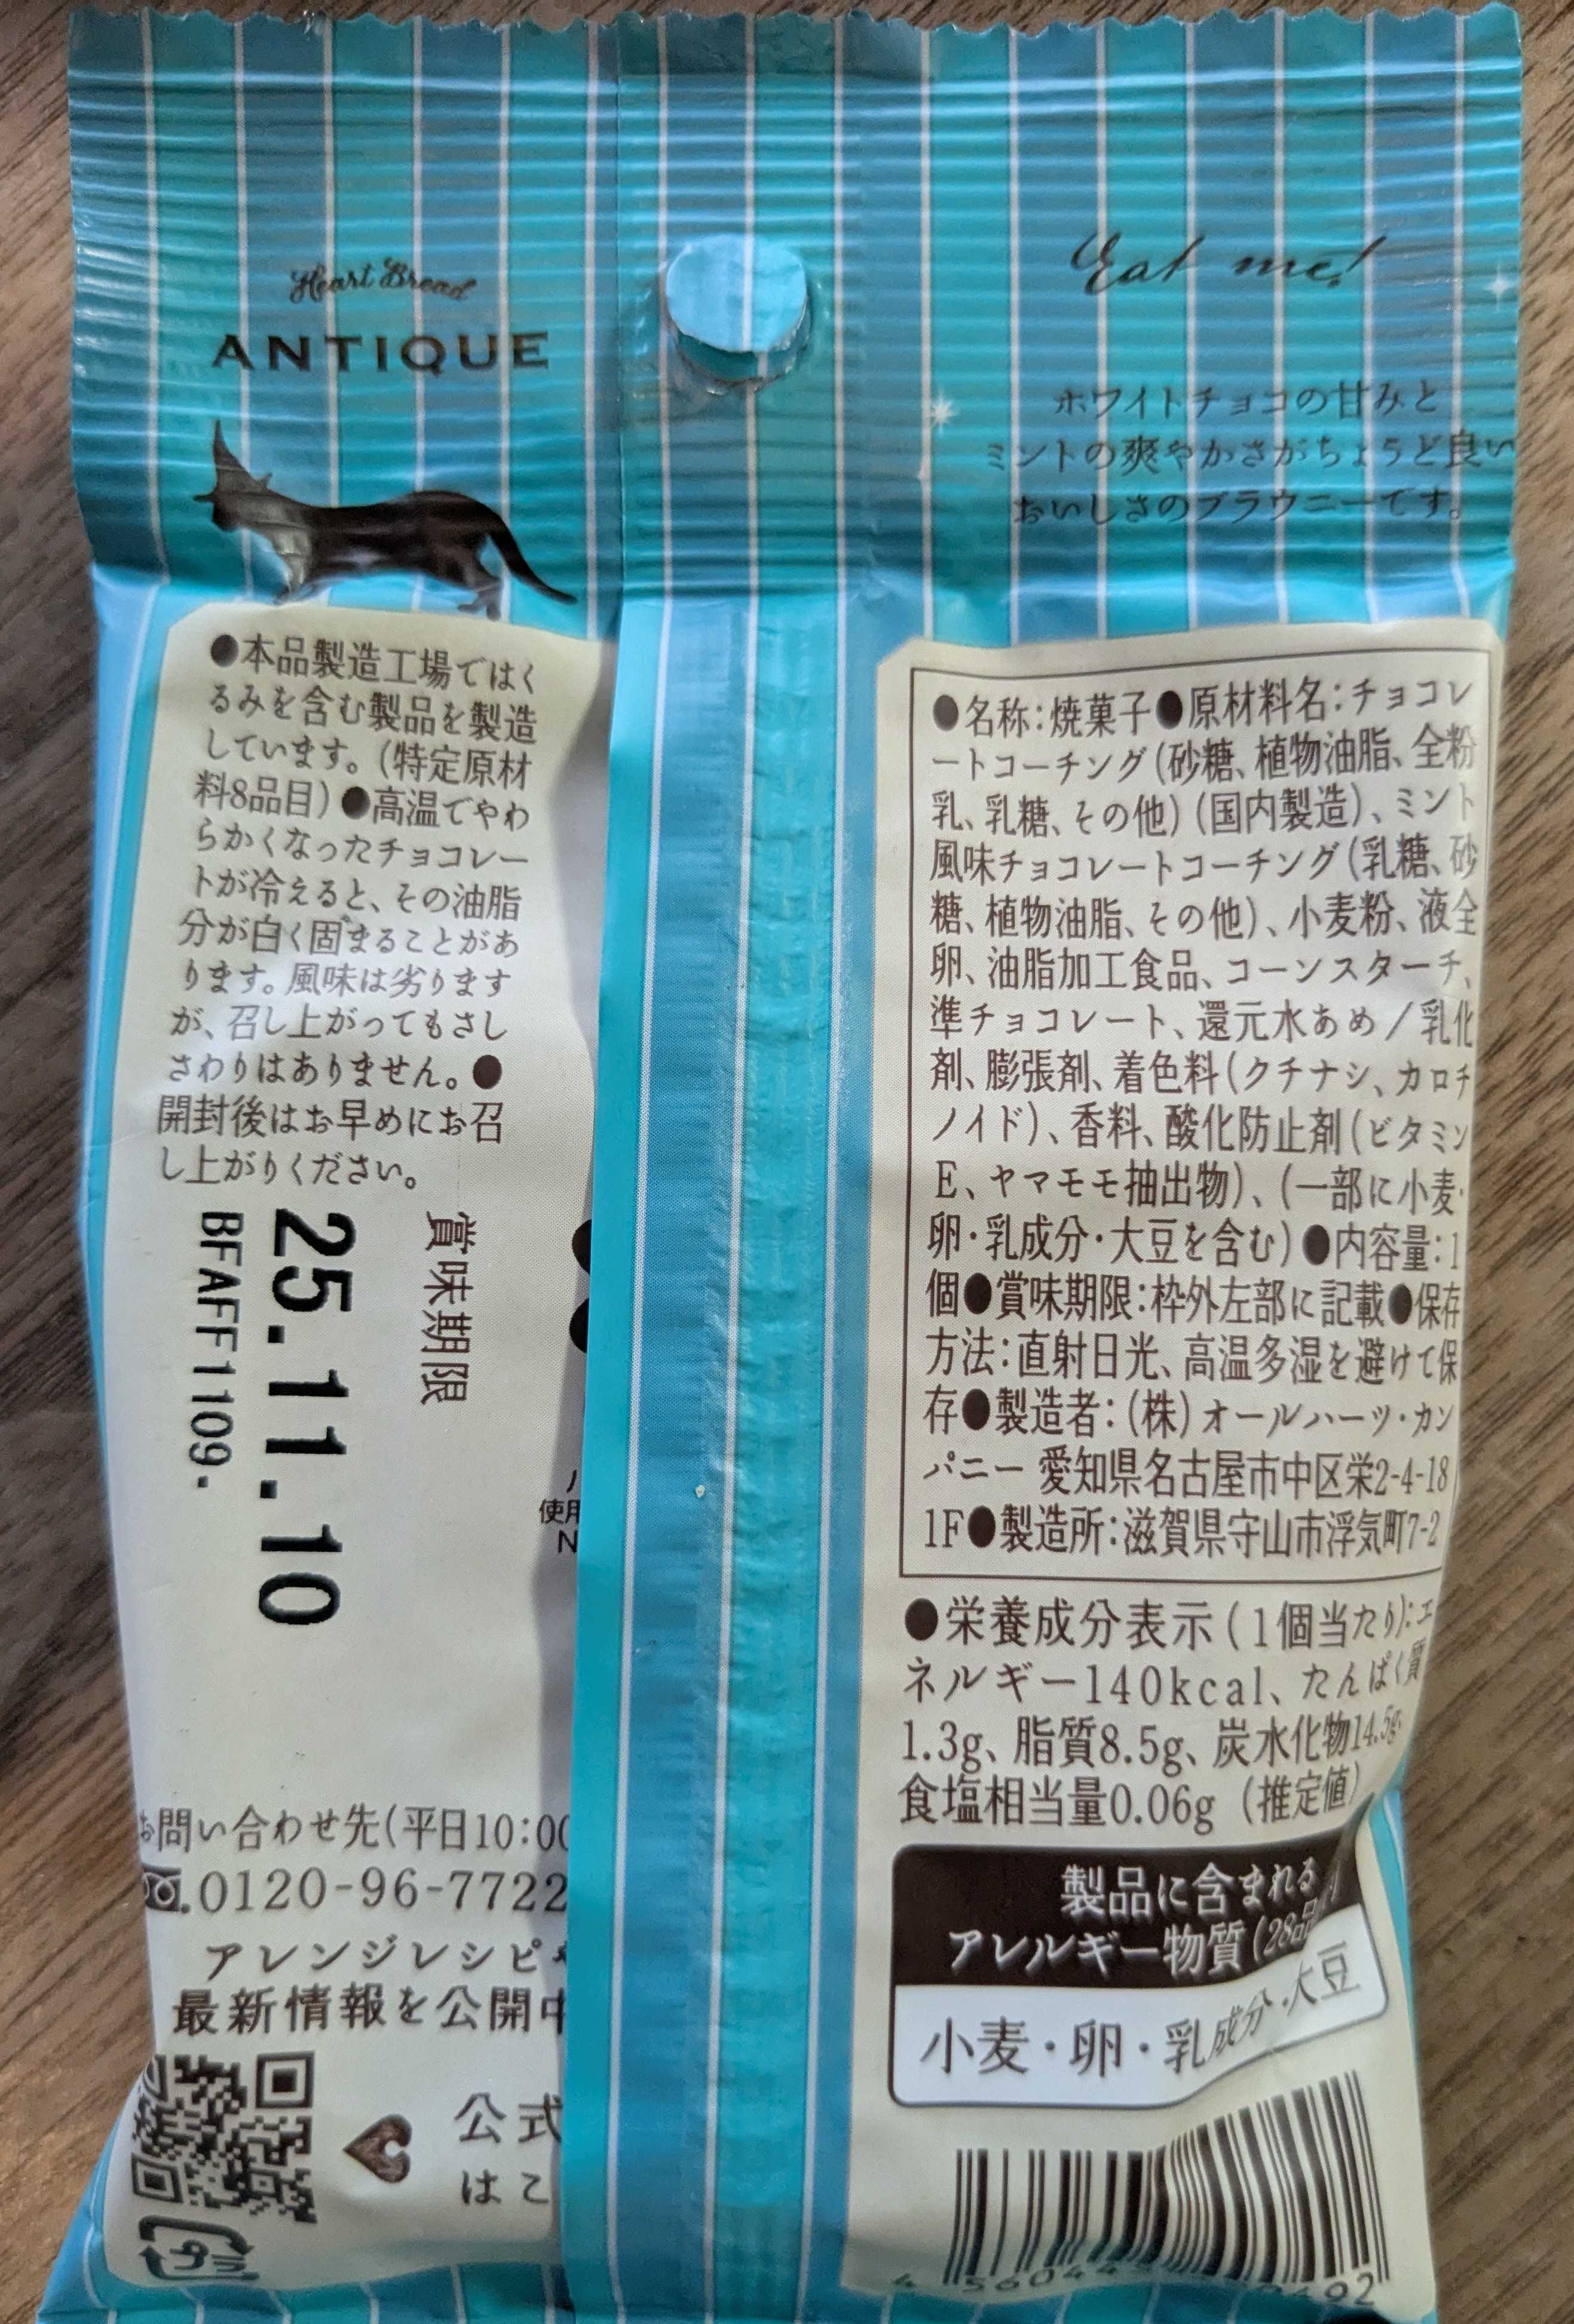 Heart Bread
ANTIQUE
Eat me!
ホワイトチョコの甘みと
ミントの爽やかさがちょうど良い
おいしさのブラウニーです。
●本品製造工場ではく
るみを含む製品を製造
しています。(特定原材
料8品目)●高温でやわ
らかくなったチョコレー
トが冷えると、その油脂
分が白く固まることがあ
ります。風味は劣ります
が、召し上がってもさし
さわりはありません。●
開封後はお早めにお召
し上がりください。
賞味期限
25.11.10
BFAFF1109.
使用
N
お問い合わせ先(平日10:00
.0120-96-7722
アレンジレシピ
最新情報を公開中
公式
はこ
プラ
●名称:焼菓子●原材料名:チョコレ
ートコーチング(砂糖、植物油脂、全粉
乳、乳糖、その他)(国内製造)、ミント
風味チョコレートコーチング(乳糖、砂
糖、植物油脂、その他)、小麦粉、液全
卵、油脂加工食品、コーンスターチ、
準チョコレート、還元水あめ/乳化
剤、膨張剤、着色料(クチナシ、カロチ
ノイド)、香料、酸化防止剤(ビタミン
E、ヤマモモ抽出物)、(一部に小麦・
卵・乳成分・大豆を含む)●内容量:1
個●賞味期限:枠外左部に記載●保存
方法:直射日光、高温多湿を避けて保
存●製造者:(株)オールハーツ・カン
パニー 愛知県名古屋市中区栄2-4-18
1F●製造所:滋賀県守山市浮気町7-2
●栄養成分表示(1個当たり):エ
ネルギー140kcal、たんぱく質
1.3g、脂質8.5g、炭水化物14.5g、
食塩相当量0.06g(推定値)
製品に含まれる
アレルギー物質(28品
小麦・卵・乳成分・大豆